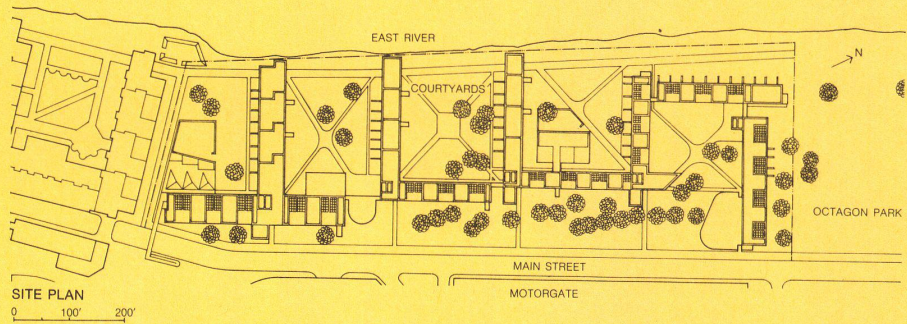 EAST RIVER
N
COURTYARDS
OCTAGON PARK
MAIN STREET
MOTORGATE
SITE PLAN
0 100' 200'